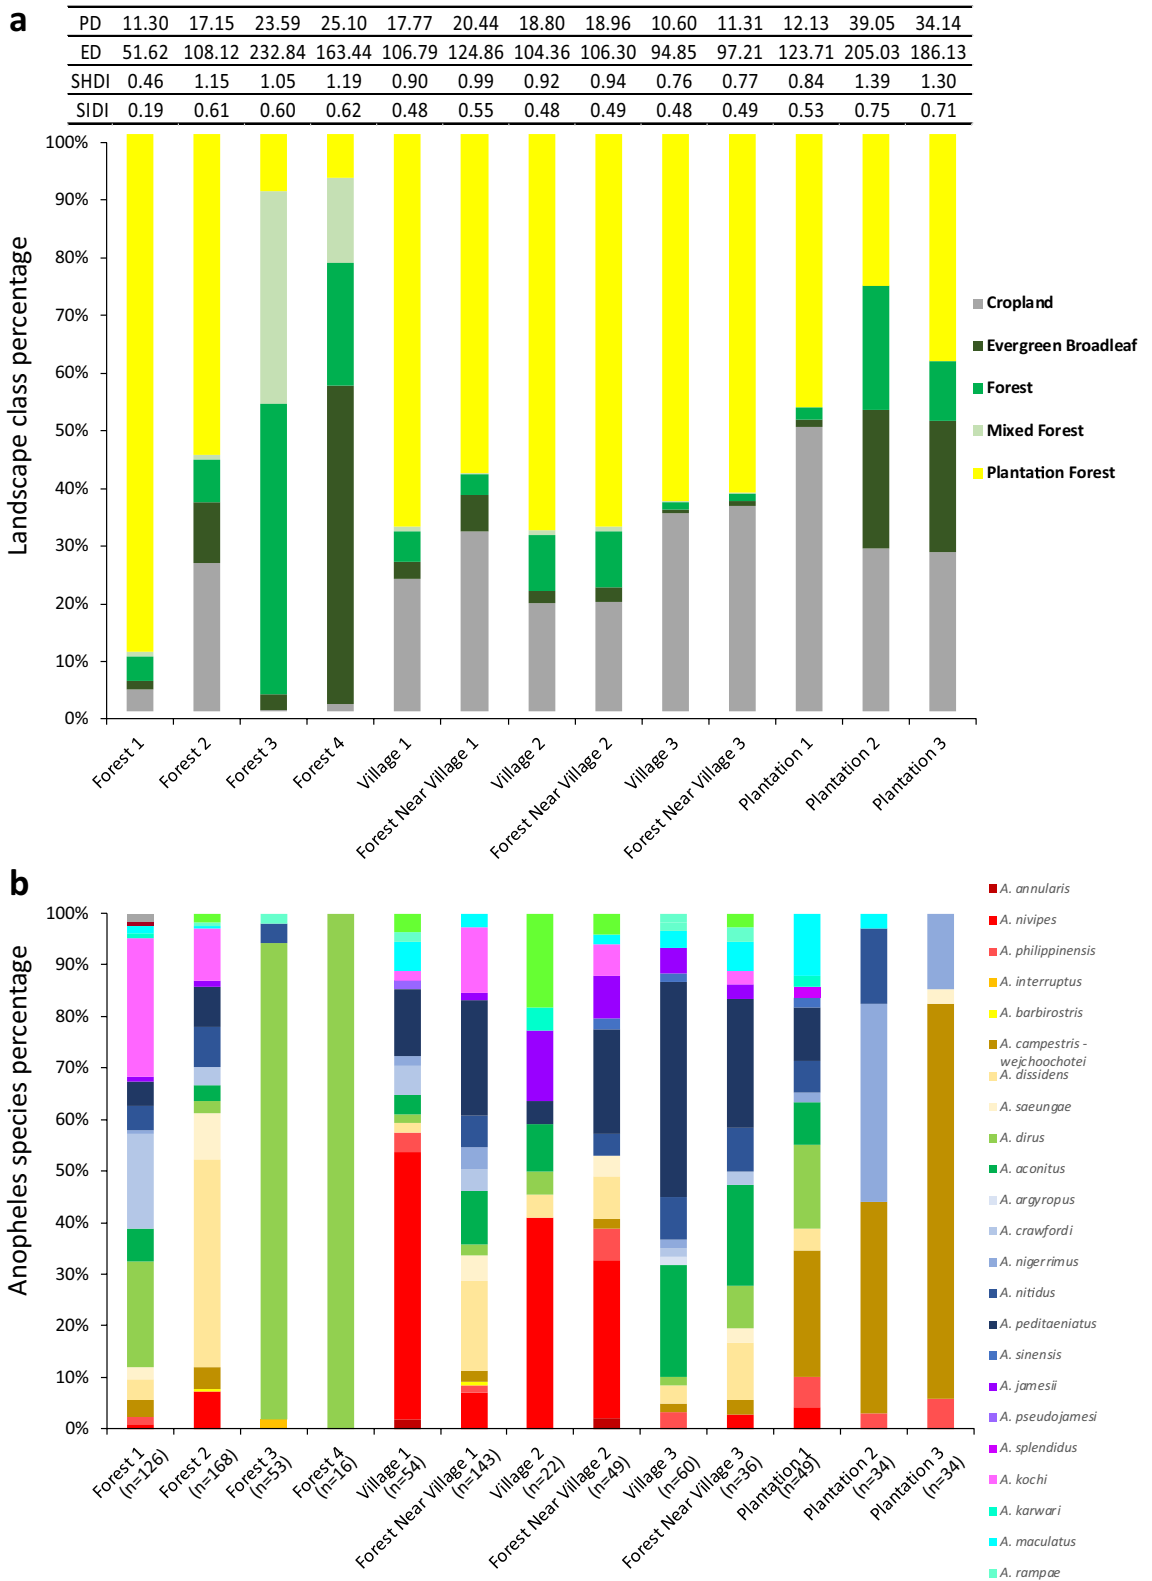 a
PD 11.30 17.15 23.59 25.10 17.77 20.44 18.80 18.96 10.60 11.31 12.13 39.05 34.14
ED 51.62 108.12 232.84 163.44 106.79 124.86 104.36 106.30 94.85 97.21 123.71 205.03 186.13
SHDI 0.46 1.15 1.05 1.19 0.90 0.99 0.92 0.94 0.76 0.77 0.84 1.39 1.30
SIDI 0.19 0.61 0.60 0.62 0.48 0.55 0.48 0.49 0.48 0.49 0.53 0.75 0.71
Landscape class percentage
100%
90%
80%
70%
60%
50%
40%
30%
20%
10%
0%
Forest 1
Forest 2
Forest 3
Forest 4
Village 1
Forest Near Village 1
Village 2
Forest Near Village 2
Village 3
Forest Near Village 3
Plantation 1
Plantation 2
Plantation 3
Cropland
Evergreen Broadleaf
Forest
Mixed Forest
Plantation Forest
b
Anopheles species percentage
100%
90%
80%
70%
60%
50%
40%
30%
20%
10%
0%
Forest 1
(n=126)
Forest 2
(n=168)
Forest 3
(n=53)
Forest 4
(n=16)
Village 1
(n=54)
Forest Near Village 1
(n=143)
Village 2
(n=22)
Forest Near Village 2
(n=49)
Village 3
(n=60)
Forest Near Village 3
(n=36)
Plantation 1
(n=49)
Plantation 2
(n=34)
Plantation 3
(n=34)
A. annularis
A. nivipes
A. philippinensis
A. interruptus
A. barbirostris
A. campestris -
wejchoochotei
A. dissidens
A. saeungae
A. dirus
A. aconitus
A. argyropus
A. crawfordi
A. nigerrimus
A. nitidus
A. peditaeniatus
A. sinensis
A. jamesii
A. pseudojamesi
A. splendidus
A. kochi
A. karwari
A. maculatus
A. rampae